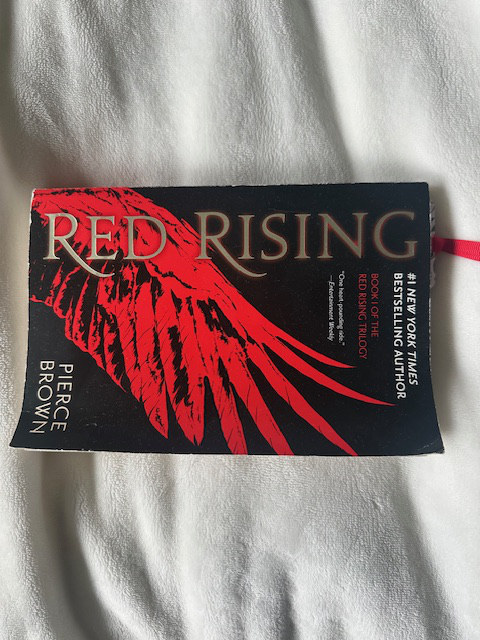 #1 NEW YORK TIMES
BESTSELLING AUTHOR
BOOK I OF THE
RED RISING TRILOGY
"One heart-pounding ride."
—Entertainment Weekly
RED RISING
PIERCE
BROWN